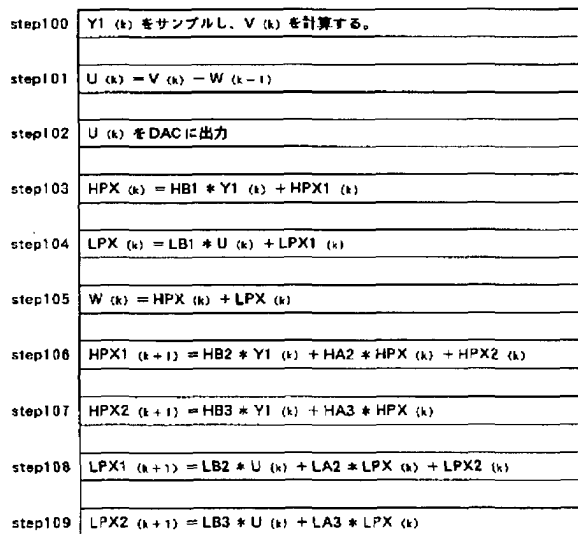 step100 Y1 (k) をサンプルし、V (k) を計算する。
step101 U (k) = V (k) − W (k−1)
step102 U (k) をDACに出力
step103 HPX (k) = HB1 * Y1 (k) + HPX1 (k)
step104 LPX (k) = LB1 * U (k) + LPX1 (k)
step105 W (k) = HPX (k) + LPX (k)
step106 HPX1 (k+1) = HB2 * Y1 (k) + HA2 * HPX (k) + HPX2 (k)
step107 HPX2 (k+1) = HB3 * Y1 (k) + HA3 * HPX (k)
step108 LPX1 (k+1) = LB2 * U (k) + LA2 * LPX (k) + LPX2 (k)
step109 LPX2 (k+1) = LB3 * U (k) + LA3 * LPX (k)